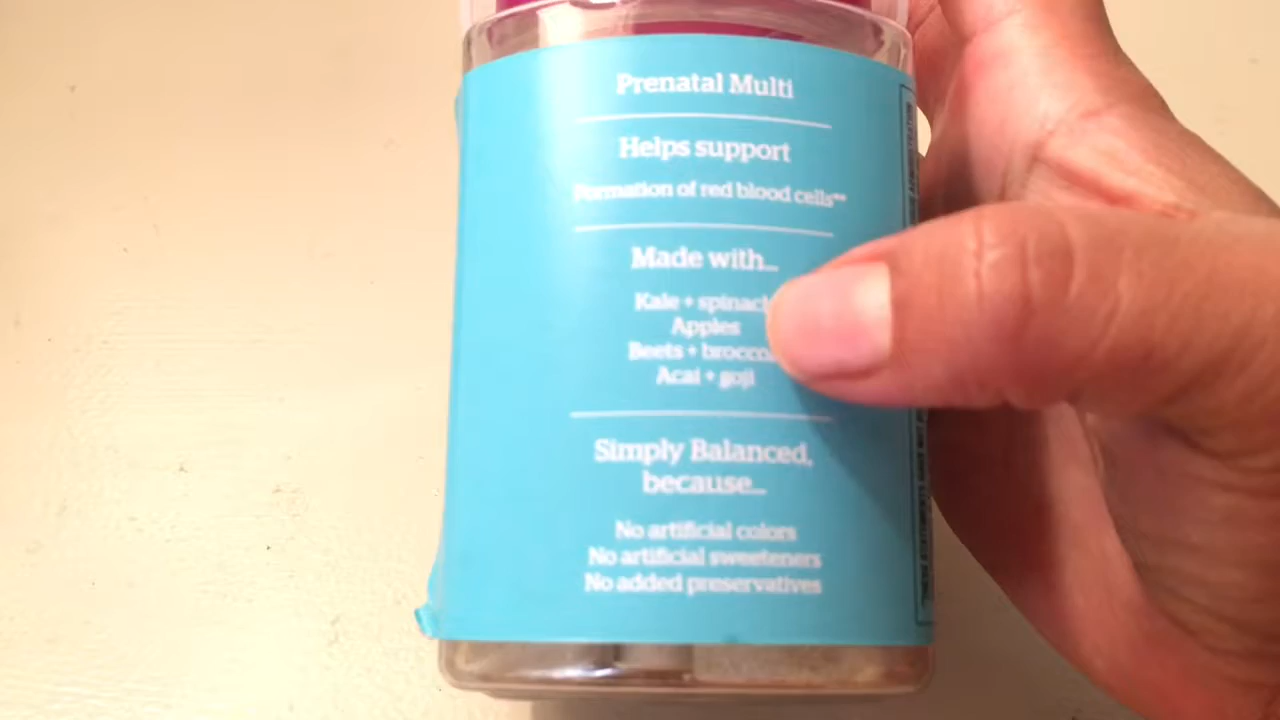 Prenatal Multi
Helps support
Formation of red blood cells**
Made with...
Kale + spinach
Apples
Beets + broccoli
Acai + goji
Simply Balanced,
because...
No artificial colors
No artificial sweeteners
No added preservatives